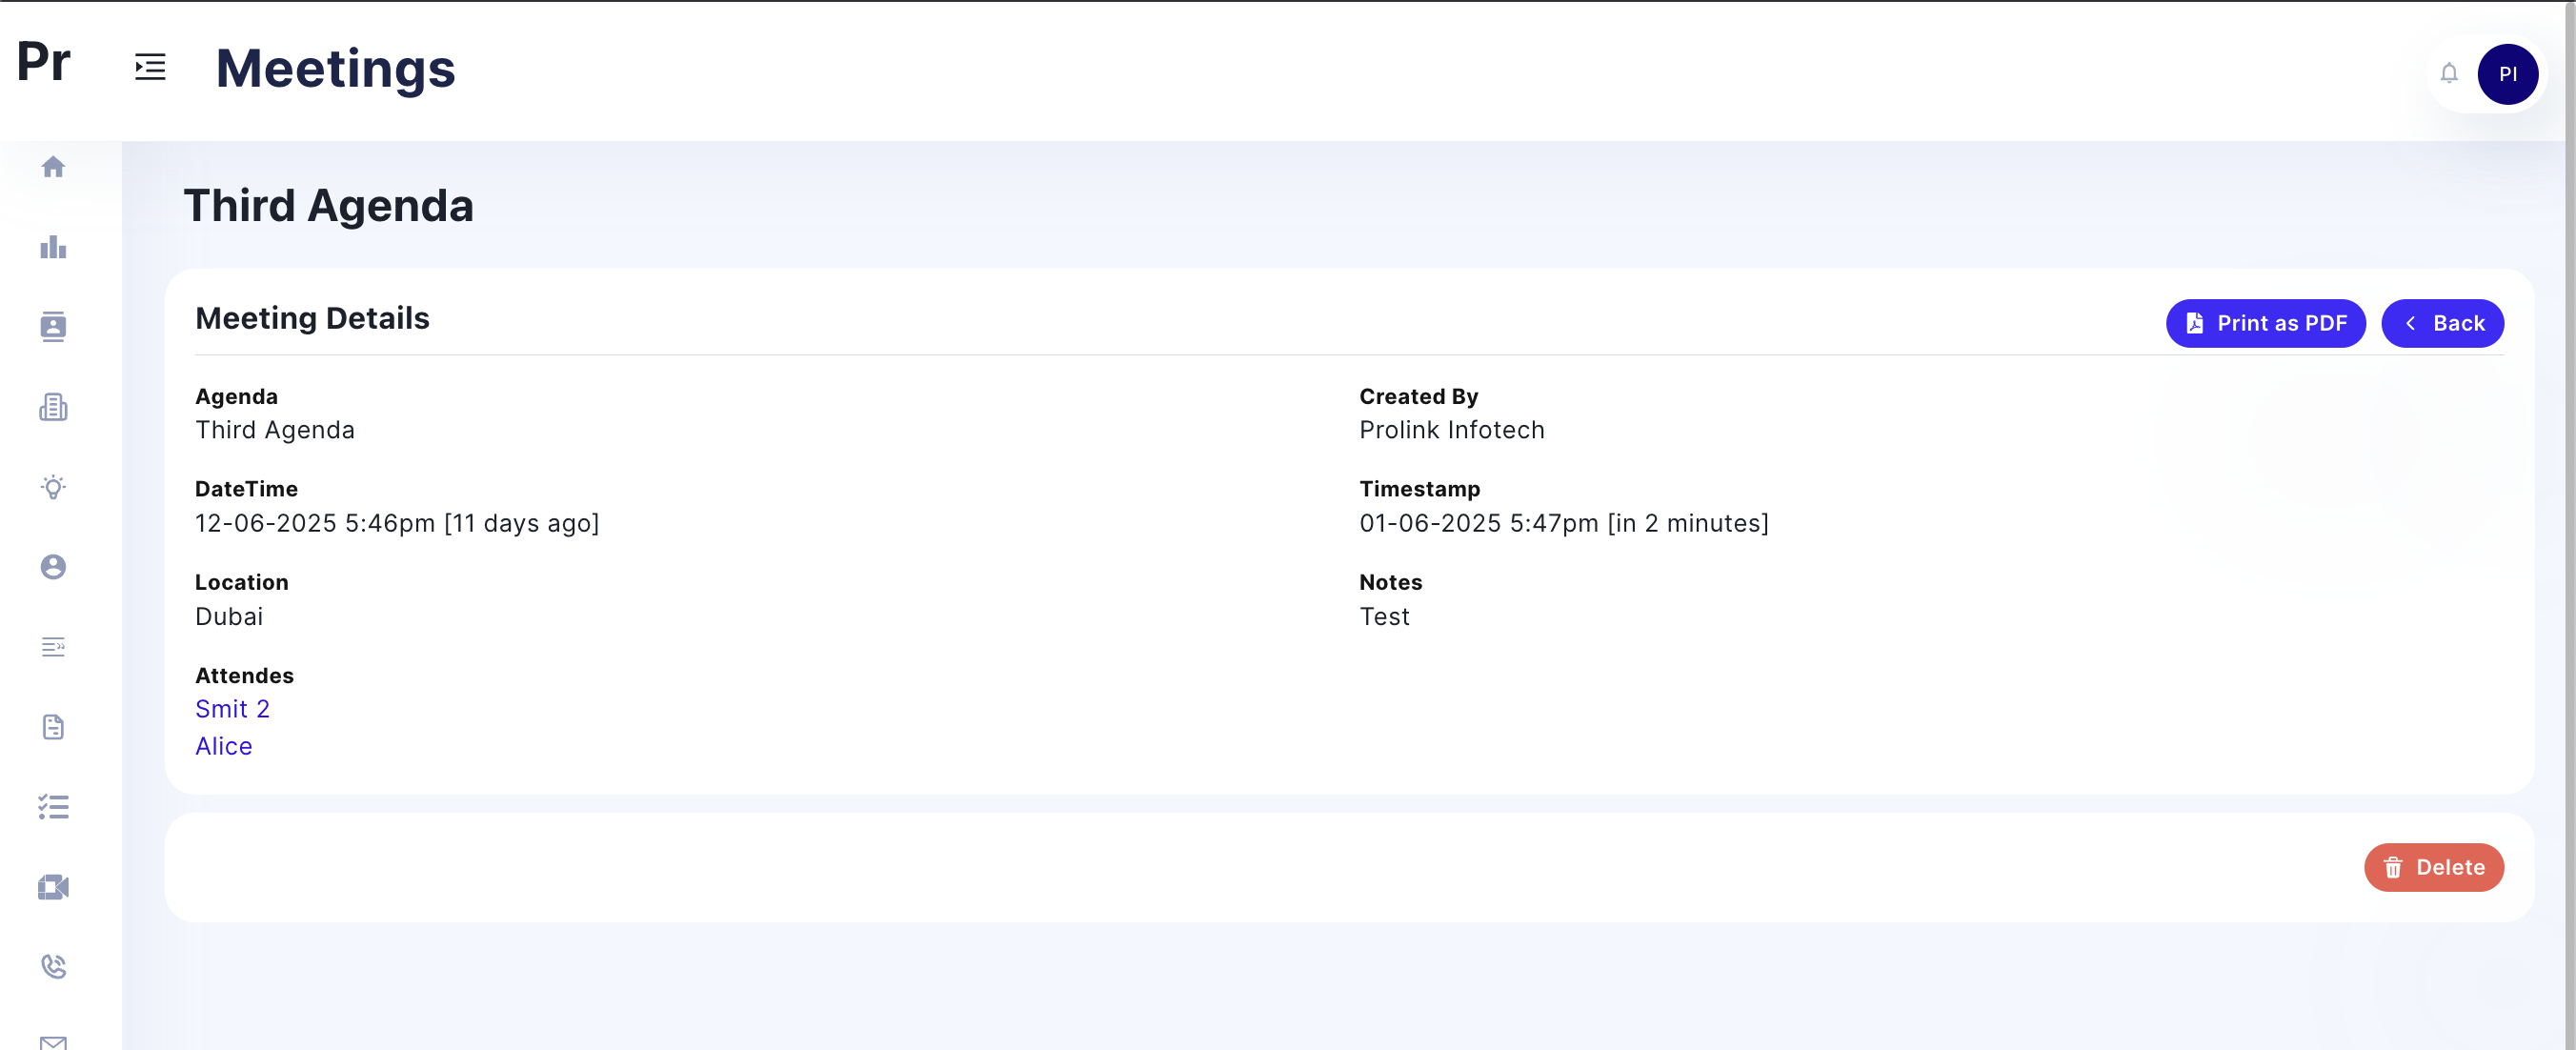 Pr
Meetings
PI
Third Agenda
Meeting Details
Print as PDF
Back
Agenda
Third Agenda
Created By
Prolink Infotech
DateTime
12-06-2025 5:46pm [11 days ago]
Timestamp
01-06-2025 5:47pm [in 2 minutes]
Location
Dubai
Notes
Test
Attendes
Smit 2
Alice
Delete